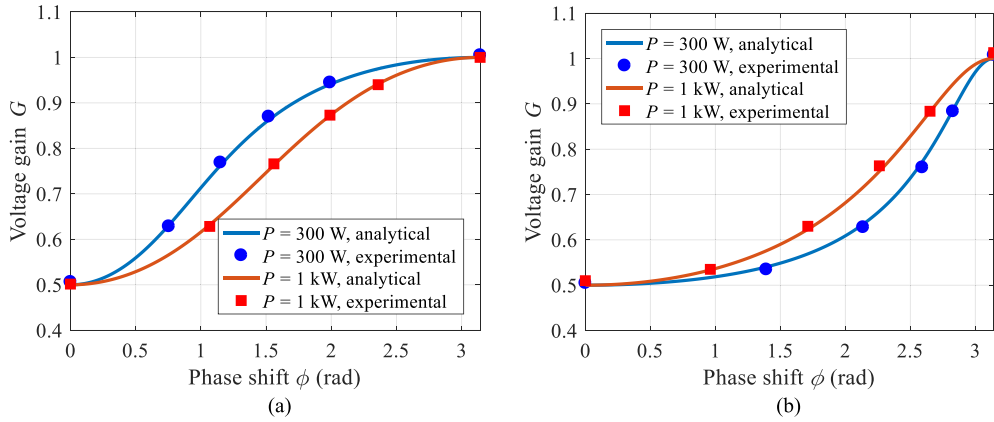 1
0.9
0.8
0.7
0.6
0.5
0.4
Voltage gain G
P = 300 W, analytical
P = 300 W, experimental
P = 1 kW, analytical
P = 1 kW, experimental
0 0.5 1 1.5 2 2.5 3
Phase shift ϕ (rad)
(a)
1
0.9
0.8
0.7
0.6
0.5
0.4
Voltage gain G
P = 300 W, analytical
P = 300 W, experimental
P = 1 kW, analytical
P = 1 kW, experimental
0 0.5 1 1.5 2 2.5 3
Phase shift ϕ (rad)
(b)